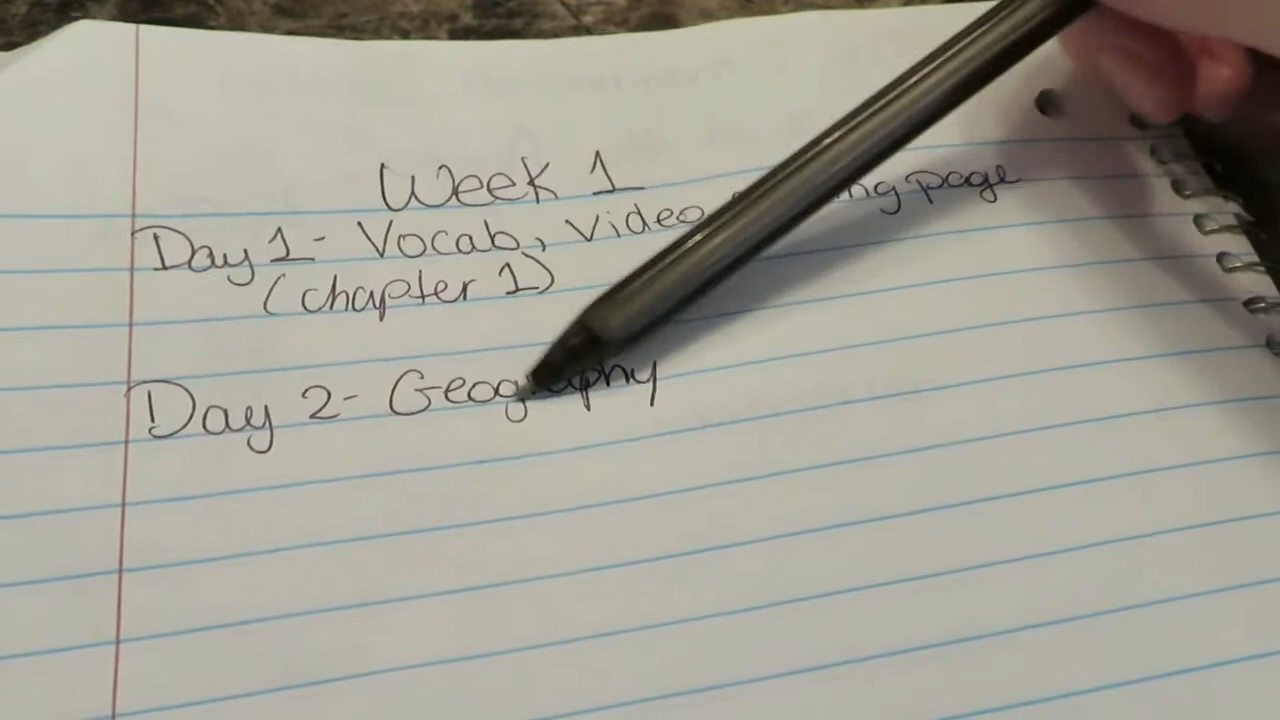 Week 1
Day 1- Vocab, Video page
(chapter 1)
Day 2- Geography